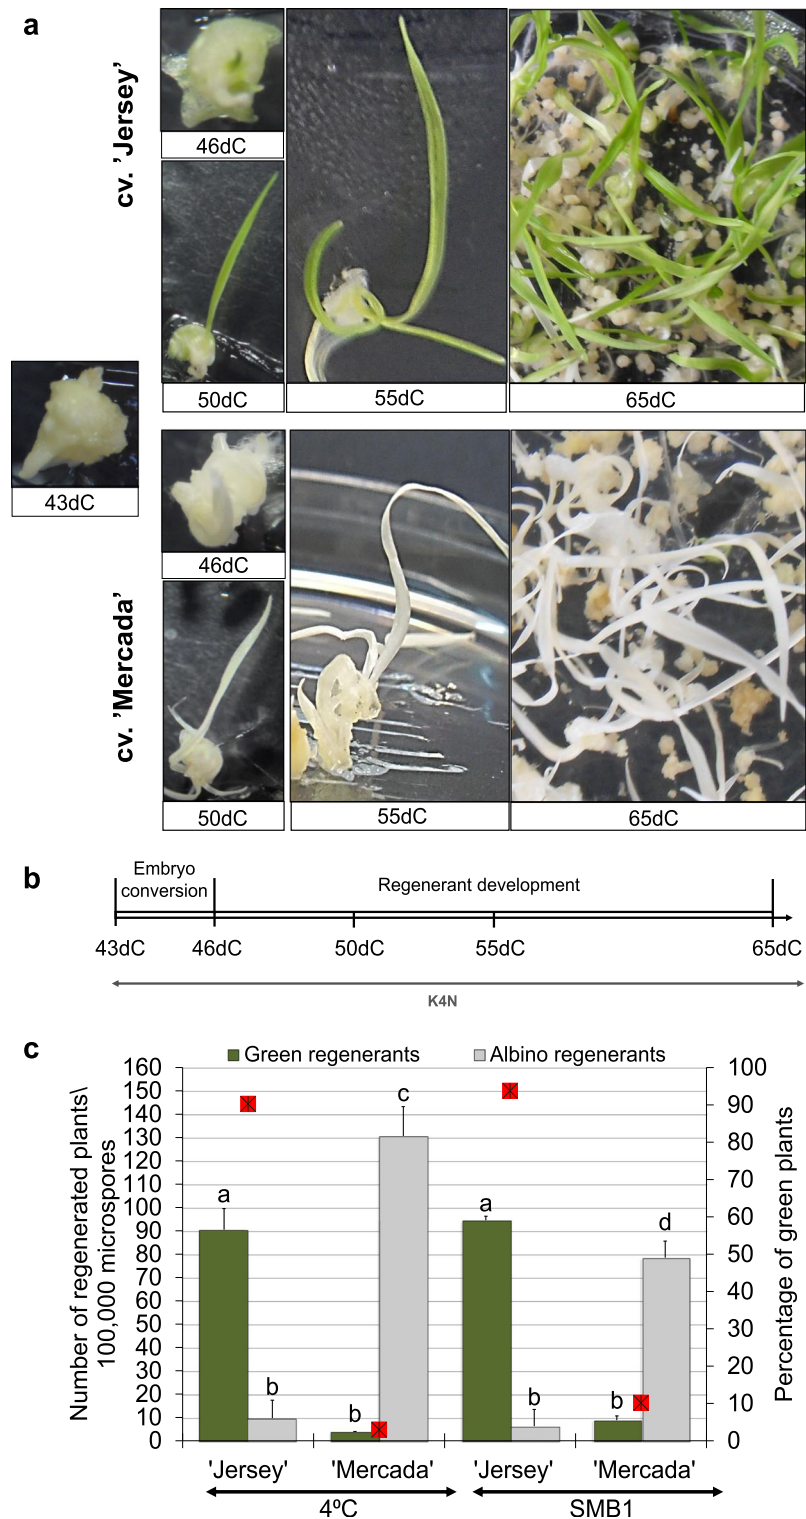 a
cv. 'Jersey'
46dC
50dC
55dC
65dC
43dC
cv. 'Mercada'
46dC
50dC
55dC
65dC
b
Embryo
conversion
Regenerant development
43dC 46dC 50dC 55dC 65dC
K4N
c
Green regenerants Albino regenerants
Number of regenerated plants\
100,000 microspores
160
150
140
130
120
110
100
90
80
70
60
50
40
30
20
10
0
a
b
b
c
a
b
b
d
100
90
80
70
60
50
40
30
20
10
0
Percentage of green plants
'Jersey' 'Mercada' 'Jersey' 'Mercada'
4ºC SMB1